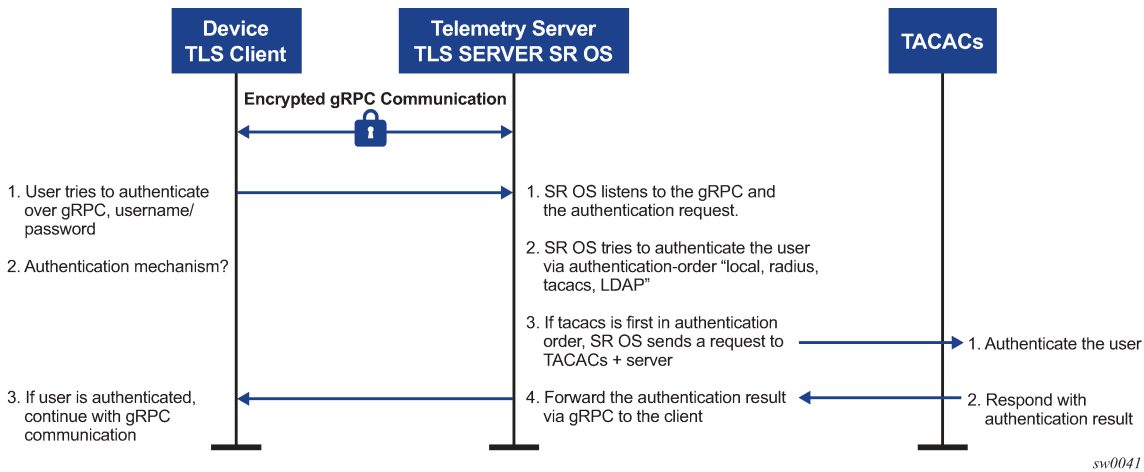 Device
TLS Client
Telemetry Server
TLS SERVER SR OS
TACACs
Encrypted gRPC Communication
1. User tries to authenticate
over gRPC, username/
password
2. Authentication mechanism?
3. If user is authenticated,
continue with gRPC
communication
1. SR OS listens to the gRPC and
the authentication request.
2. SR OS tries to authenticate the user
via authentication-order “local, radius,
tacacs, LDAP”
3. If tacacs is first in authentication
order, SR OS sends a request to
TACACs + server
4. Forward the authentication result
via gRPC to the client
1. Authenticate the user
2. Respond with
authentication result
sw0041